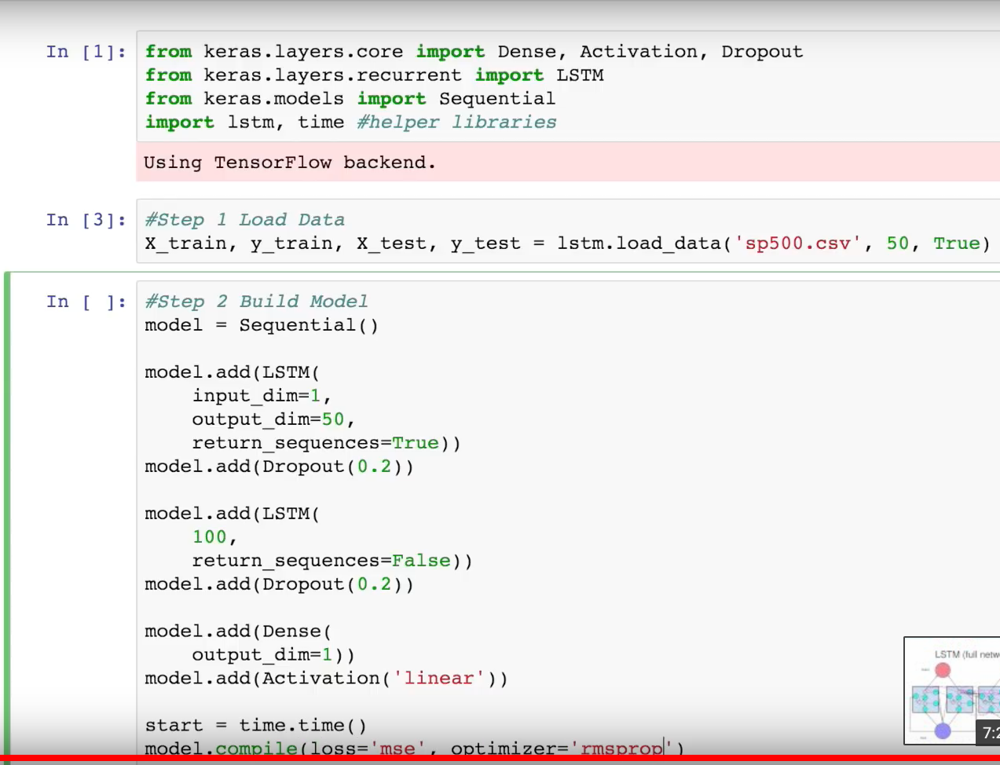 In [1]:
from keras.layers.core import Dense, Activation, Dropout
from keras.layers.recurrent import LSTM
from keras.models import Sequential
import lstm, time #helper libraries
Using TensorFlow backend.
In [3]:
#Step 1 Load Data
X_train, y_train, X_test, y_test = lstm.load_data('sp500.csv', 50, True)
In [ ]:
#Step 2 Build Model
model = Sequential()
model.add(LSTM(
input_dim=1,
output_dim=50,
return_sequences=True))
model.add(Dropout(0.2))
model.add(LSTM(
100,
return_sequences=False))
model.add(Dropout(0.2))
model.add(Dense(
output_dim=1))
model.add(Activation('linear'))
start = time.time()
model.compile(loss='mse', optimizer='rmsprop')
LSTM (full netw
7:2